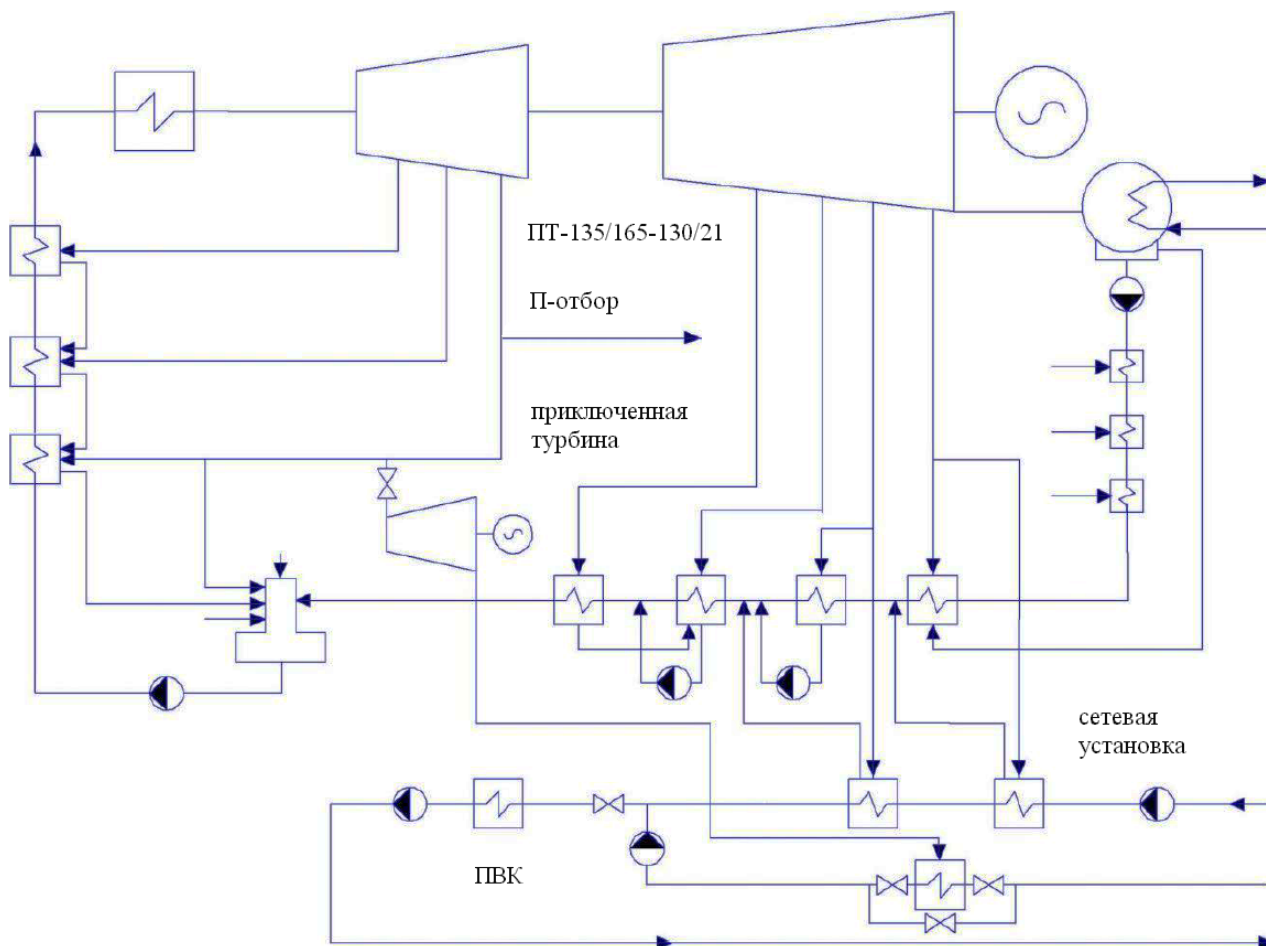 ПТ-135/165-130/21
П-отбор
приключенная
турбина
сетевая
установка
ПВК